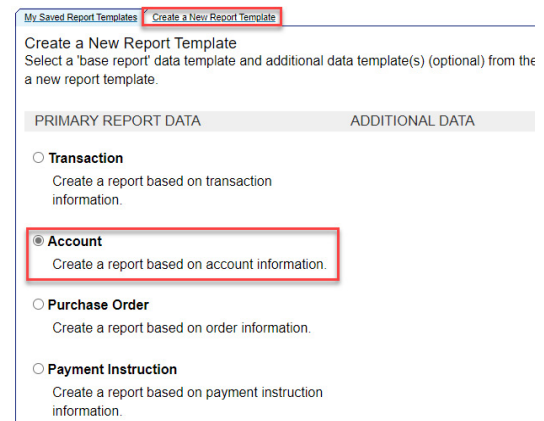 My Saved Report Templates
Create a New Report Template
Create a New Report Template
Select a 'base report' data template and additional data template(s) (optional) from the
a new report template.
PRIMARY REPORT DATA
ADDITIONAL DATA
Transaction
Create a report based on transaction
information.
Account
Create a report based on account information.
Purchase Order
Create a report based on order information.
Payment Instruction
Create a report based on payment instruction
information.